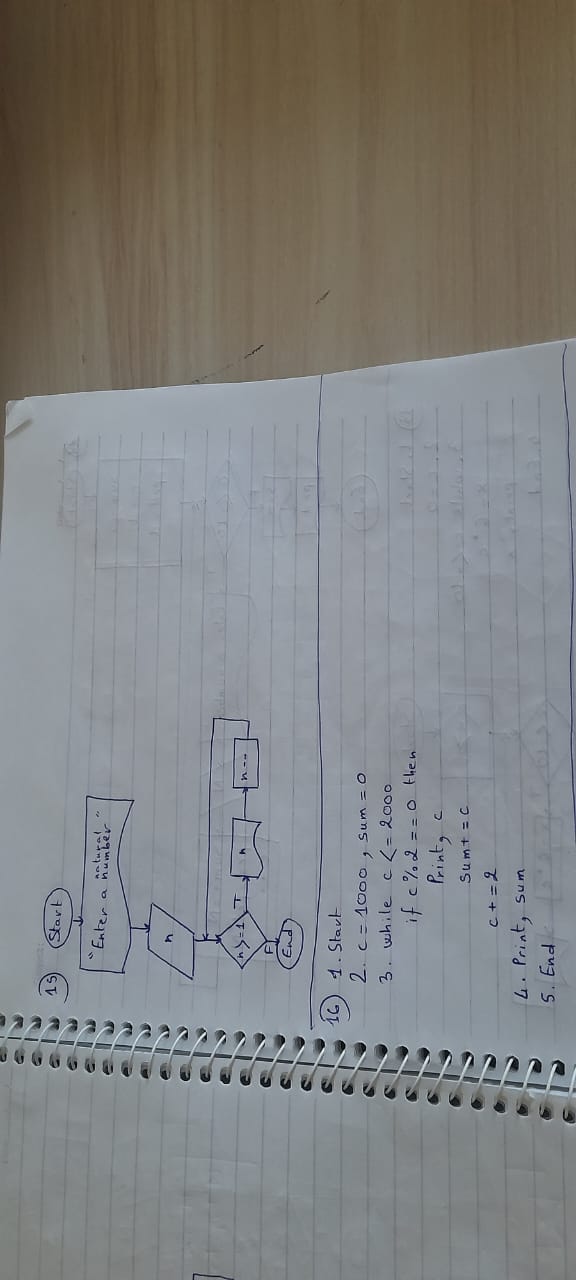 15 Start
"Enter a natural number"
n
n>=1 T n n--
F
End
16 1. Start
2. c = 1000 , sum = 0
3. while c <= 2000
if c % 2 == 0 then
Print, c
sum+ = c
c + = 2
4. Print, sum
5. End